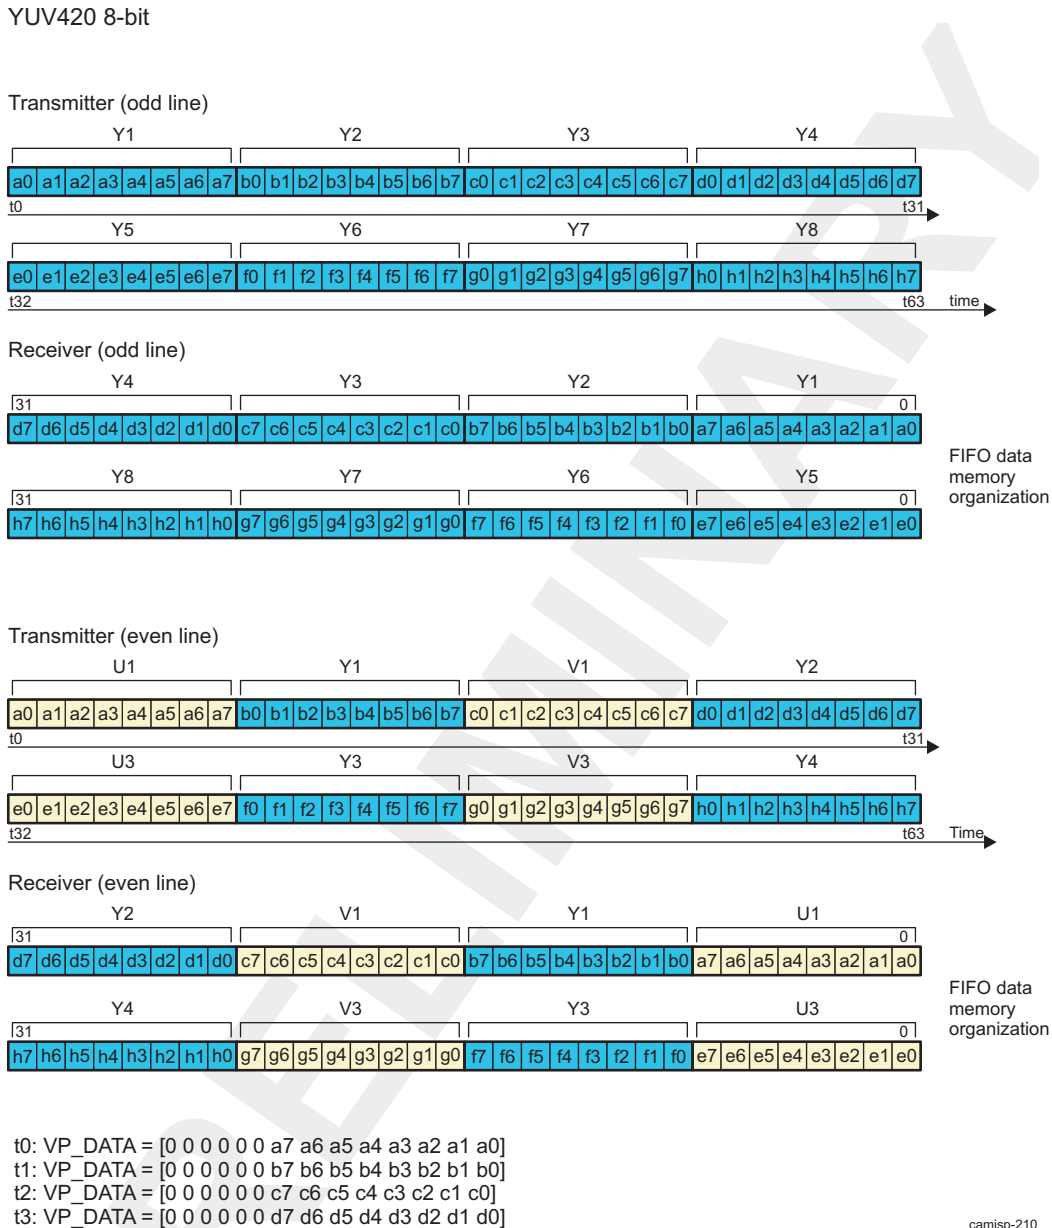 YUV420 8-bit
Transmitter (odd line)
Y1 Y2 Y3 Y4
a0 a1 a2 a3 a4 a5 a6 a7 b0 b1 b2 b3 b4 b5 b6 b7 c0 c1 c2 c3 c4 c5 c6 c7 d0 d1 d2 d3 d4 d5 d6 d7
t0 t31
Y5 Y6 Y7 Y8
e0 e1 e2 e3 e4 e5 e6 e7 f0 f1 f2 f3 f4 f5 f6 f7 g0 g1 g2 g3 g4 g5 g6 g7 h0 h1 h2 h3 h4 h5 h6 h7
t32 t63 time
Receiver (odd line)
Y4 Y3 Y2 Y1
31 0
d7 d6 d5 d4 d3 d2 d1 d0 c7 c6 c5 c4 c3 c2 c1 c0 b7 b6 b5 b4 b3 b2 b1 b0 a7 a6 a5 a4 a3 a2 a1 a0
FIFO data
memory
organization
Y8 Y7 Y6 Y5
31 0
h7 h6 h5 h4 h3 h2 h1 h0 g7 g6 g5 g4 g3 g2 g1 g0 f7 f6 f5 f4 f3 f2 f1 f0 e7 e6 e5 e4 e3 e2 e1 e0
Transmitter (even line)
U1 Y1 V1 Y2
a0 a1 a2 a3 a4 a5 a6 a7 b0 b1 b2 b3 b4 b5 b6 b7 c0 c1 c2 c3 c4 c5 c6 c7 d0 d1 d2 d3 d4 d5 d6 d7
t0 t31
U3 Y3 V3 Y4
e0 e1 e2 e3 e4 e5 e6 e7 f0 f1 f2 f3 f4 f5 f6 f7 g0 g1 g2 g3 g4 g5 g6 g7 h0 h1 h2 h3 h4 h5 h6 h7
t32 t63 Time
Receiver (even line)
Y2 V1 Y1 U1
31 0
d7 d6 d5 d4 d3 d2 d1 d0 c7 c6 c5 c4 c3 c2 c1 c0 b7 b6 b5 b4 b3 b2 b1 b0 a7 a6 a5 a4 a3 a2 a1 a0
FIFO data
memory
organization
Y4 V3 Y3 U3
31 0
h7 h6 h5 h4 h3 h2 h1 h0 g7 g6 g5 g4 g3 g2 g1 g0 f7 f6 f5 f4 f3 f2 f1 f0 e7 e6 e5 e4 e3 e2 e1 e0
t0: VP_DATA = [0 0 0 0 0 0 a7 a6 a5 a4 a3 a2 a1 a0]
t1: VP_DATA = [0 0 0 0 0 0 b7 b6 b5 b4 b3 b2 b1 b0]
t2: VP_DATA = [0 0 0 0 0 0 c7 c6 c5 c4 c3 c2 c1 c0]
t3: VP_DATA = [0 0 0 0 0 0 d7 d6 d5 d4 d3 d2 d1 d0]
camisp-210
PRELIMINARY